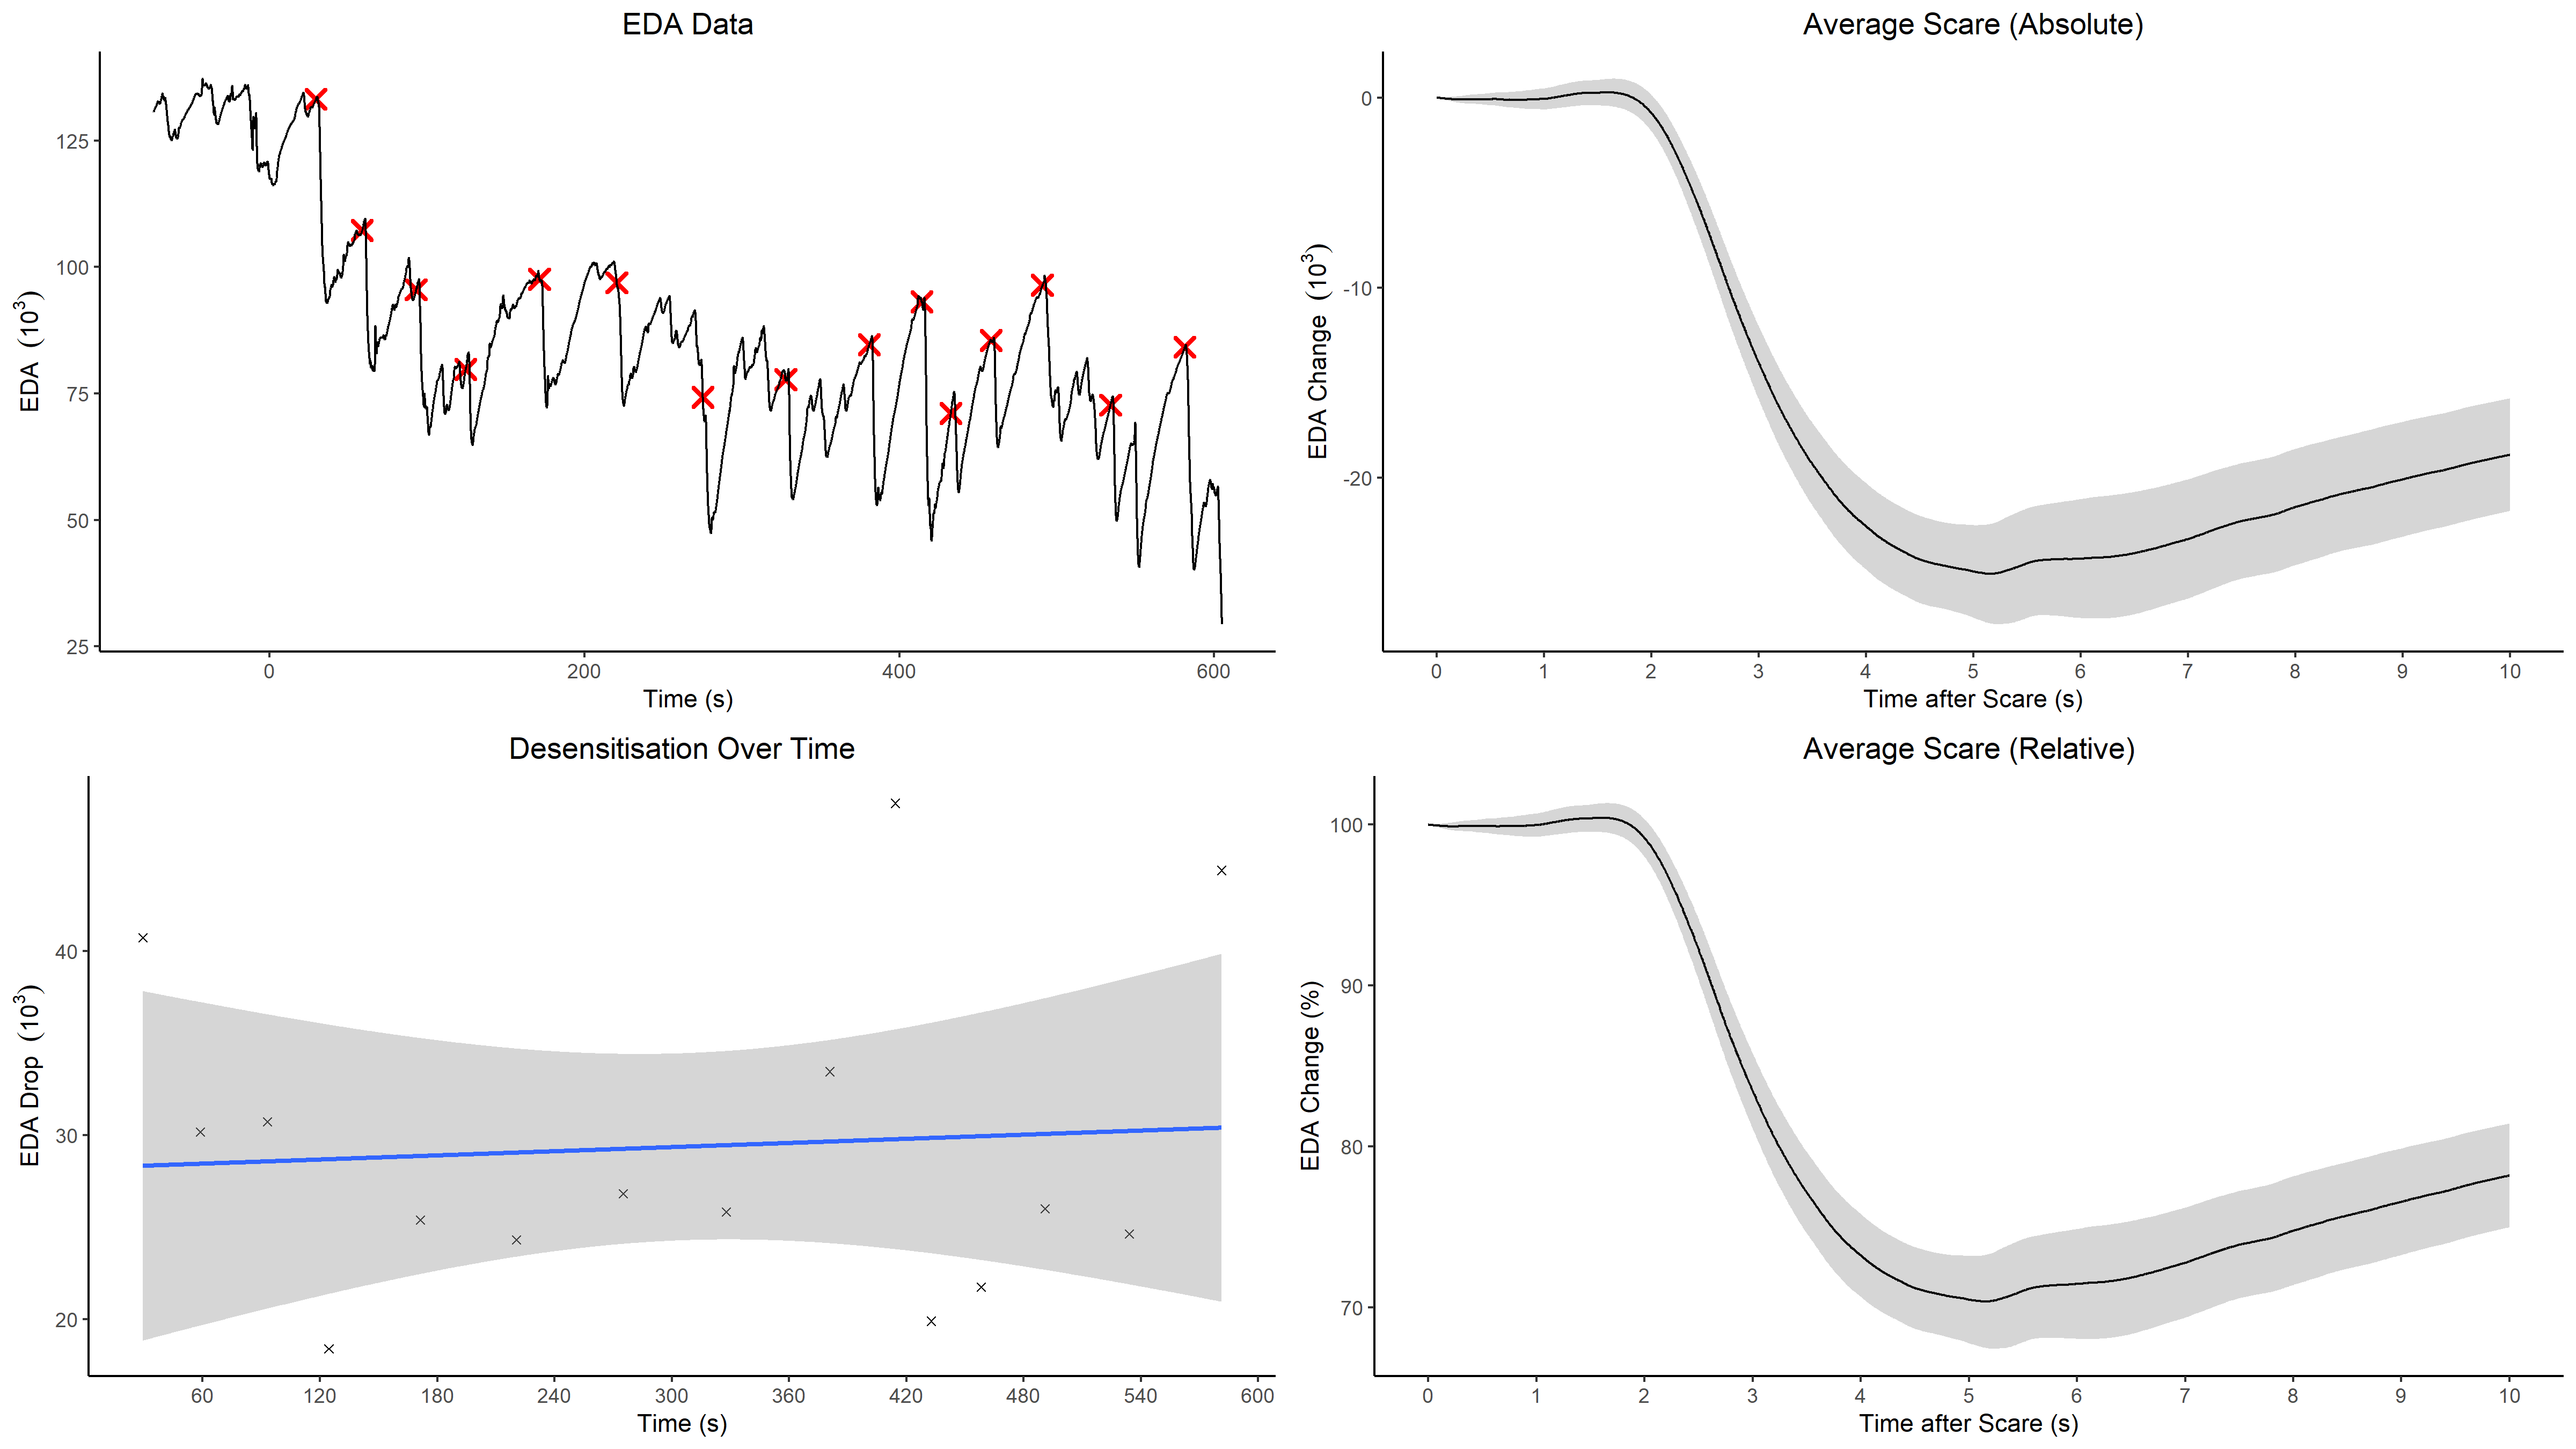 EDA Data
EDA (10³)
125
100
75
50
25
0 200 400 600
Time (s)
Average Scare (Absolute)
EDA Change (10³)
0
-10
-20
0 1 2 3 4 5 6 7 8 9 10
Time after Scare (s)
Desensitisation Over Time
EDA Drop (10³)
40
30
20
60 120 180 240 300 360 420 480 540 600
Time (s)
Average Scare (Relative)
EDA Change (%)
100
90
80
70
0 1 2 3 4 5 6 7 8 9 10
Time after Scare (s)